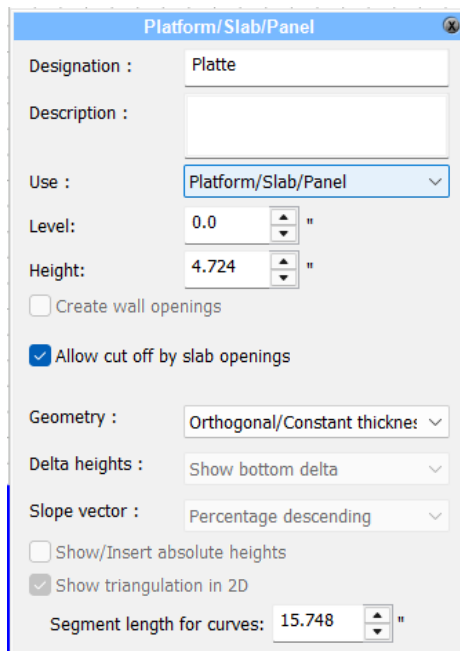 Platform/Slab/Panel
Designation : Platte
Description :
Use : Platform/Slab/Panel
Level: 0.0 "
Height: 4.724 "
Create wall openings
Allow cut off by slab openings
Geometry : Orthogonal/Constant thicknes
Delta heights : Show bottom delta
Slope vector : Percentage descending
Show/Insert absolute heights
Show triangulation in 2D
Segment length for curves: 15.748 "